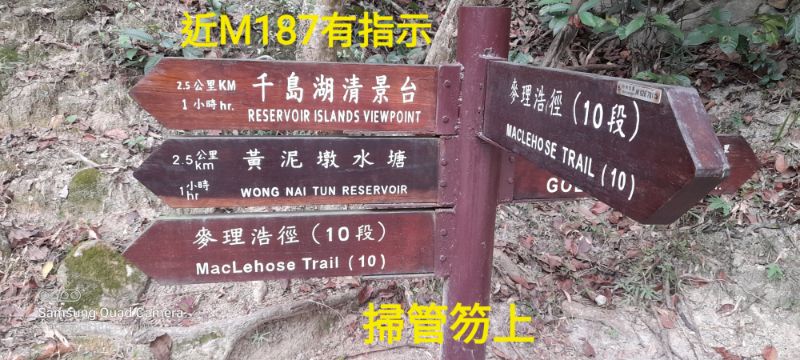 近M187有指示
2.5 公里 KM
1 小時 hr.
千島湖清景台
RESERVOIR ISLANDS VIEWPOINT
2.5 公里 km
1 小時 hr
黃泥墩水塘
WONG NAI TUN RESERVOIR
麥理浩徑（10段）
MacLehose Trail (10)
麥理浩徑（10段）
MACLEHOSE TRAIL (10)
掃管笏上
Samsung Quad Camera